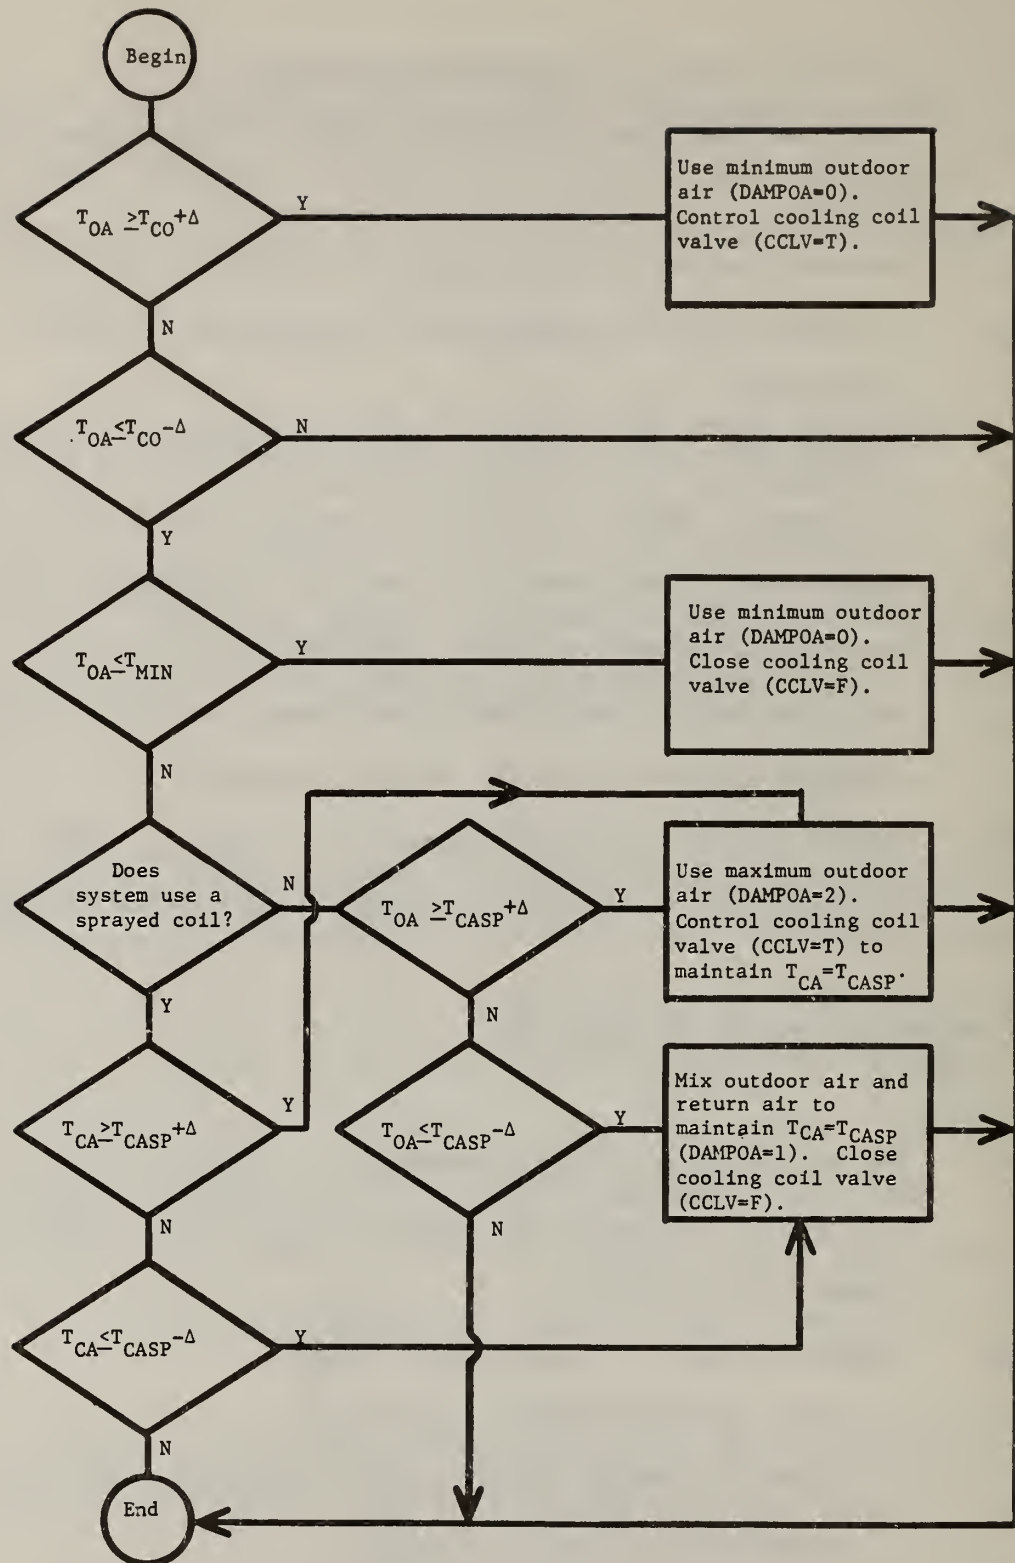 Begin
T_OA ≥T_CO+Δ
Y
Use minimum outdoor
air (DAMPOA=0).
Control cooling coil
valve (CCLV=T).
N
T_OA≤T_CO-Δ
N
Y
T_OA≤T_MIN
Y
Use minimum outdoor
air (DAMPOA=0).
Close cooling coil
valve (CCLV=F).
N
Does
system use a
sprayed coil?
N
T_OA ≥T_CASP+Δ
Y
Use maximum outdoor
air (DAMPOA=2).
Control cooling coil
valve (CCLV=T) to
maintain T_CA=T_CASP.
Y
N
T_CA≥T_CASP+Δ
Y
T_OA≤T_CASP-Δ
Y
Mix outdoor air and
return air to
maintain T_CA=T_CASP
(DAMPOA=1). Close
cooling coil valve
(CCLV=F).
N
N
T_CA≤T_CASP-Δ
Y
N
End